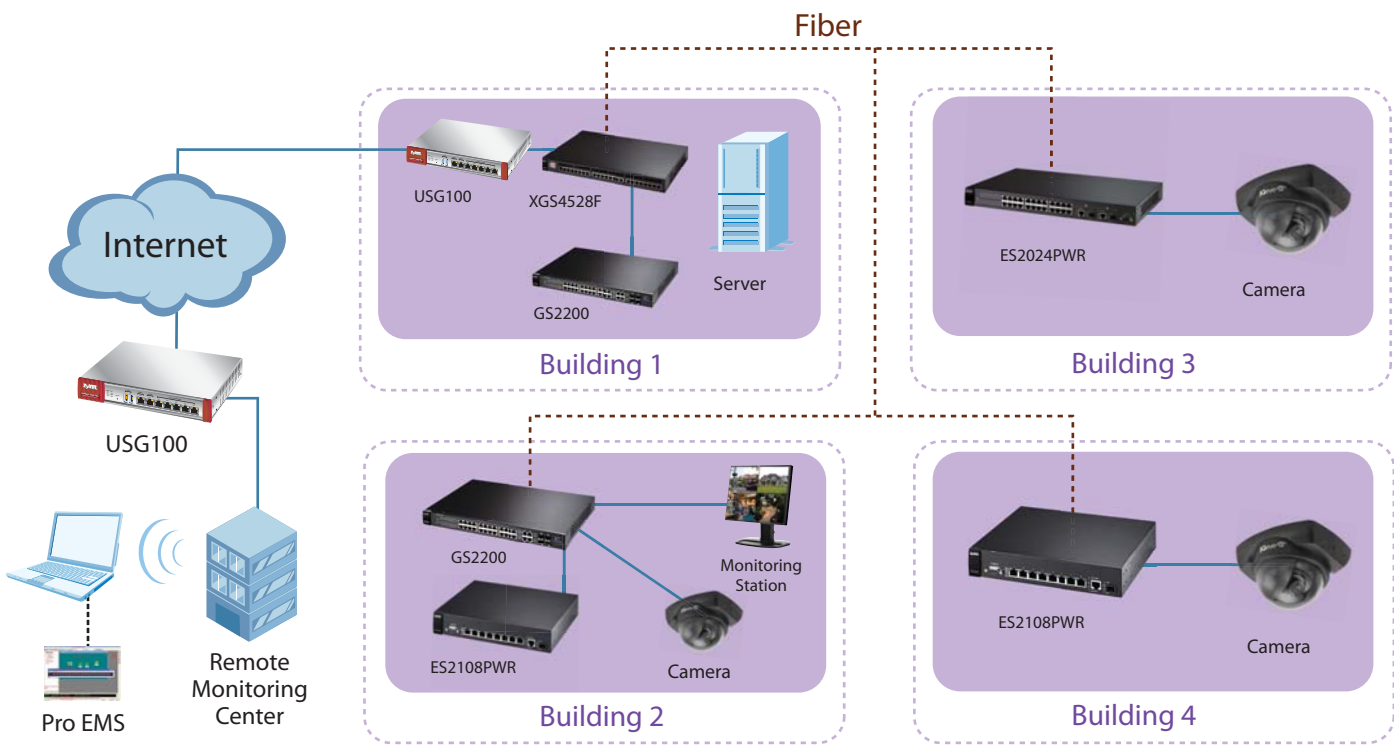 Fiber
USG100
XGS4528F
GS2200
Server
Building 1
ES2024PWR
Camera
Building 3
Internet
USG100
Remote
Monitoring
Center
Pro EMS
GS2200
Monitoring
Station
ES2108PWR
Camera
Building 2
ES2108PWR
Camera
Building 4